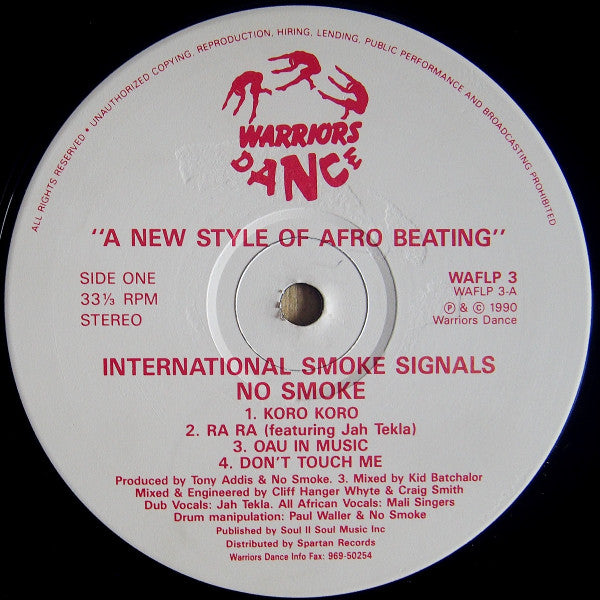 ALL RIGHTS RESERVED • UNAUTHORIZED COPYING, REPRODUCTION, HIRING, LENDING, PUBLIC PERFORMANCE AND BROADCASTING PROHIBITED
WARRIORS
DANCE
"A NEW STYLE OF AFRO BEATING"
SIDE ONE
33⅓ RPM
STEREO
WAFLP 3
WAFLP 3-A
℗ & © 1990
Warriors Dance
INTERNATIONAL SMOKE SIGNALS
NO SMOKE
1. KORO KORO
2. RA RA (featuring Jah Tekla)
3. OAU IN MUSIC
4. DON'T TOUCH ME
Produced by Tony Addis & No Smoke. 3. Mixed by Kid Batchalor
Mixed & Engineered by Cliff Hanger Whyte & Craig Smith
Dub Vocals: Jah Tekla. All African Vocals: Mali Singers
Drum manipulation: Paul Waller & No Smoke
Published by Soul II Soul Music Inc
Distributed by Spartan Records
Warriors Dance Info Fax: 969-50254